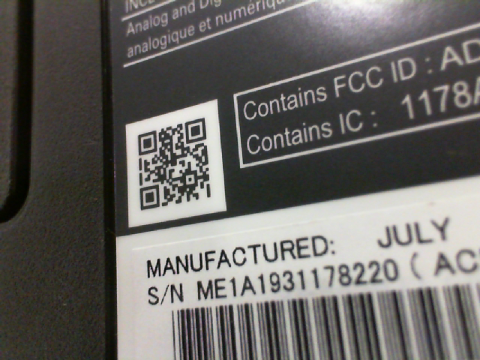 Analog and Dig
analogique et numériqu
Contains FCC ID : AD
Contains IC : 1178A
MANUFACTURED: JULY
S/N ME1A1931178220 ( AC